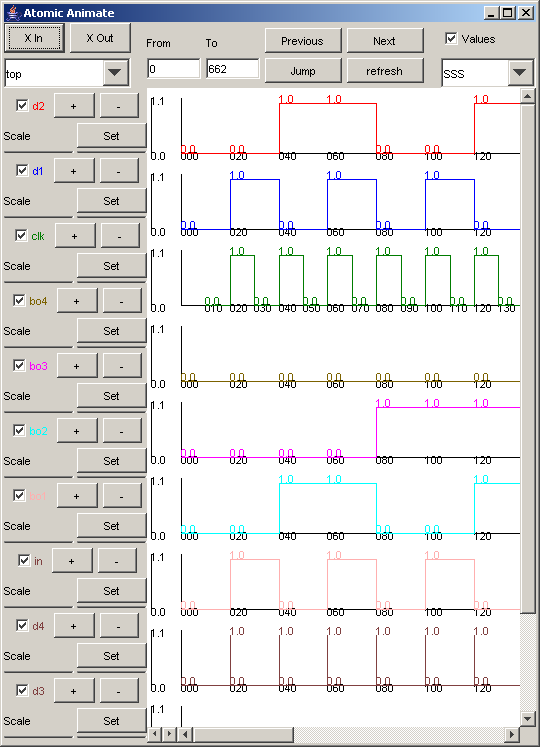 Atomic Animate
X In X Out From To Previous Next Values
top 0 662 Jump refresh SSS
d2 + -
Scale Set
d1 + -
Scale Set
clk + -
Scale Set
bo4 + -
Scale Set
bo3 + -
Scale Set
bo2 + -
Scale Set
bo1 + -
Scale Set
in + -
Scale Set
d4 + -
Scale Set
d3 + -
Scale Set
1.1 1.0 1.0 1.0
0.0 0.0 0.0 0.0 0.0
000 020 040 060 080 100 120
1.1 1.0 1.0 1.0
0.0 0.0 0.0 0.0 0.0
000 020 040 060 080 100 120
1.1 1.0 1.0 1.0 1.0 1.0 1.0
0.0 0.0 0.0 0.0 0.0 0.0 0.0 0.0
010 020 030 040 050 060 070 080 090 100 110 120 130
1.1
0.0 0.0 0.0 0.0 0.0 0.0 0.0 0.0
000 020 040 060 080 100 120
1.1 1.0 1.0 1.0
0.0 0.0 0.0 0.0 0.0
000 020 040 060 080 100 120
1.1 1.0 1.0 1.0
0.0 0.0 0.0 0.0 0.0
000 020 040 060 080 100 120
1.1 1.0 1.0 1.0
0.0 0.0 0.0 0.0 0.0
000 020 040 060 080 100 120
1.1 1.0 1.0 1.0 1.0 1.0 1.0
0.0 0.0 0.0 0.0 0.0 0.0 0.0 0.0
000 020 040 060 080 100 120
1.1